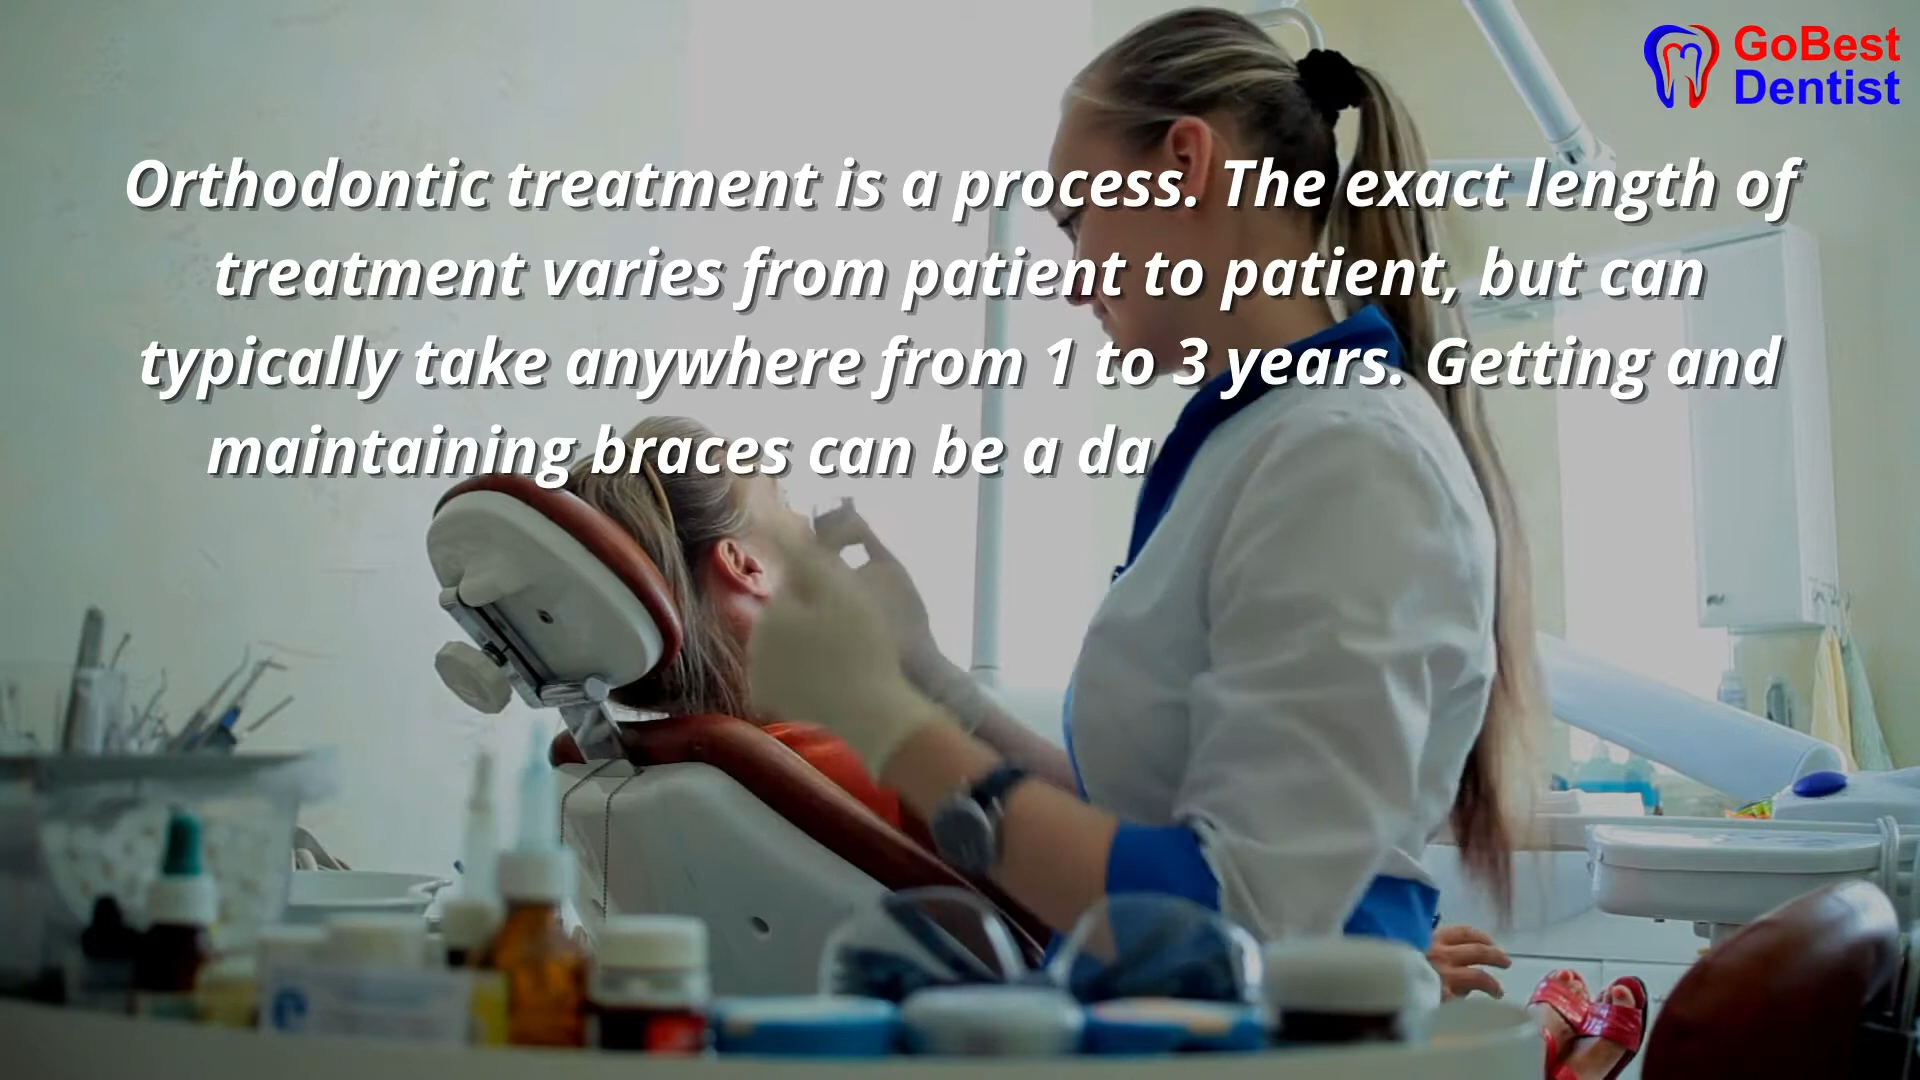 GoBest
Dentist
Orthodontic treatment is a process. The exact length of
treatment varies from patient to patient, but can
typically take anywhere from 1 to 3 years. Getting and
maintaining braces can be a da